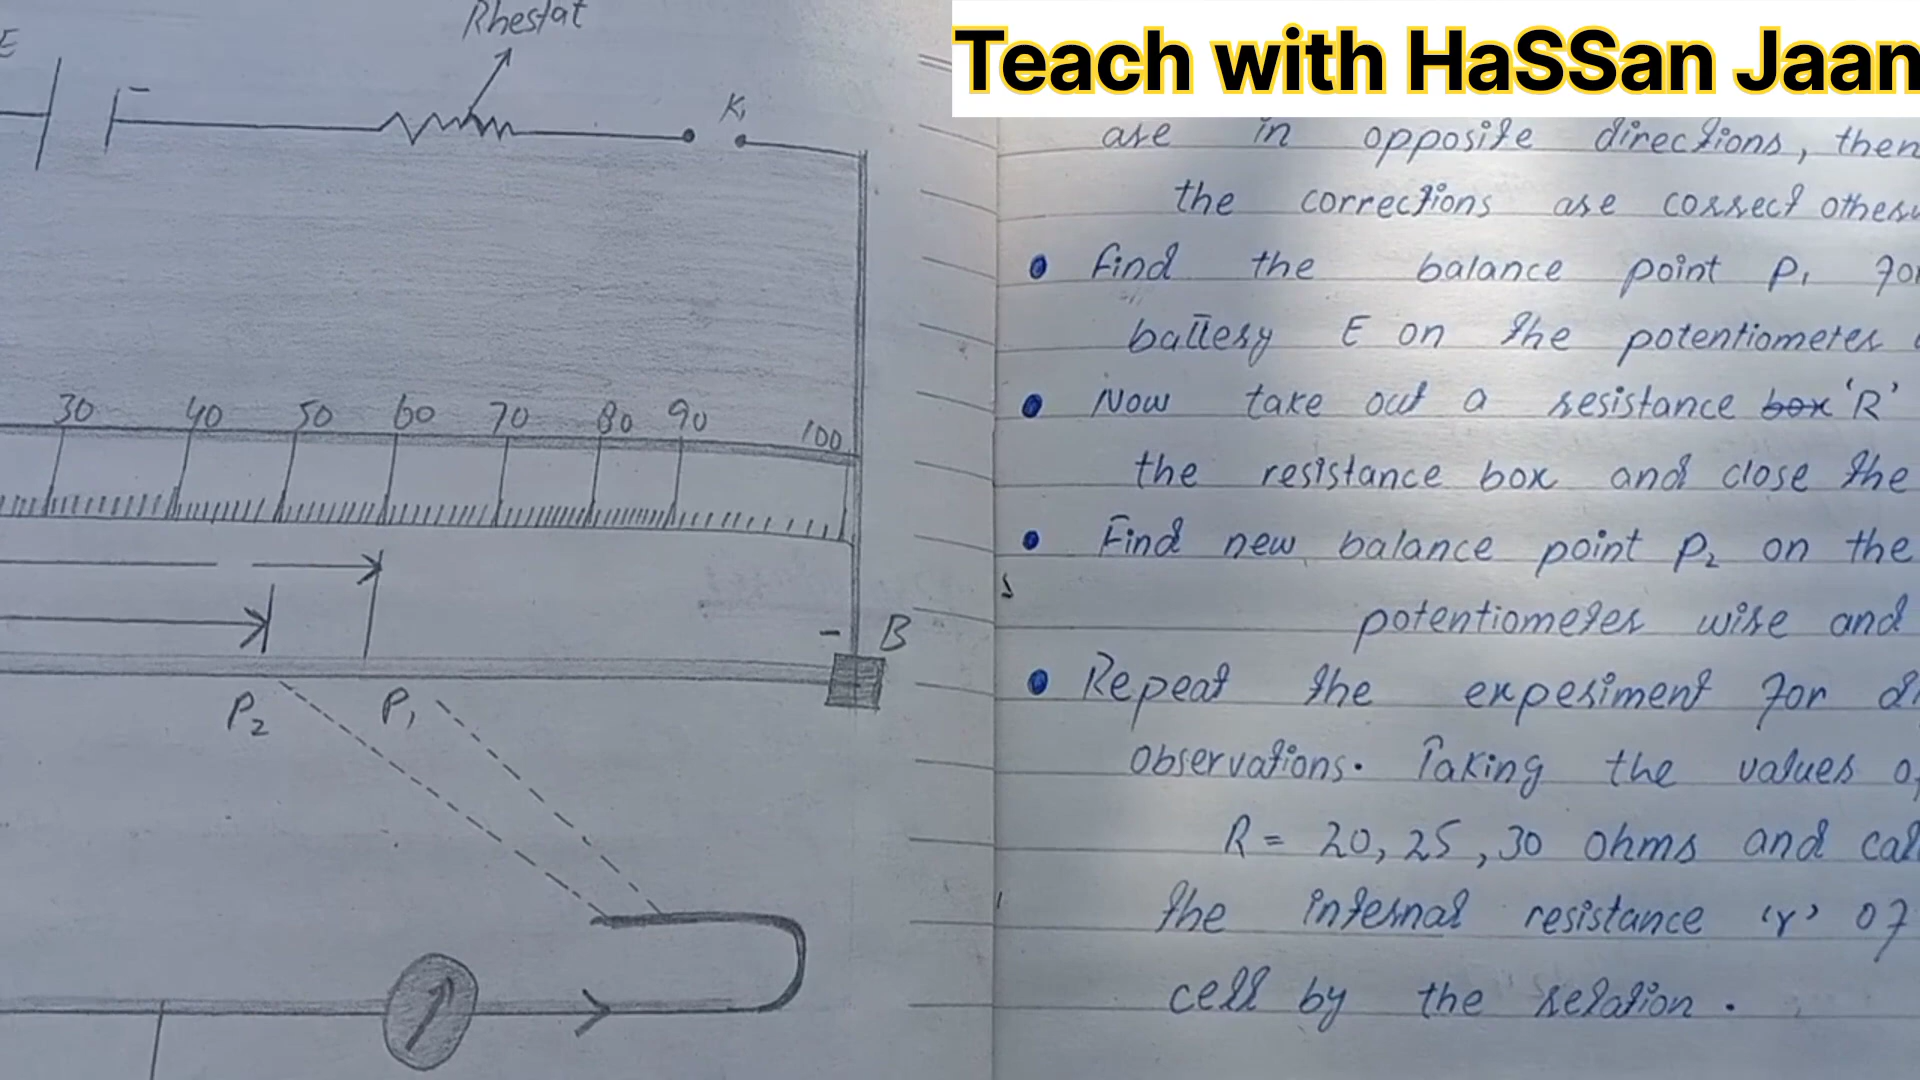 Teach with HaSSan Jaan
E
Rhestat
K1
-
30 40 50 60 70 80 90 100
- B
P2 P1
are in opposite directions, then
the corrections are correct
find the balance point P1 for
battery E on the potentiometer
Now take out a resistance box 'R'
the resistance box and close the
Find new balance point P2 on the
potentiometer wire and
Repeat the experiment for
observations. Taking the values
R = 20, 25, 30 ohms and
the internal resistance 'r' of
cell by the relation.